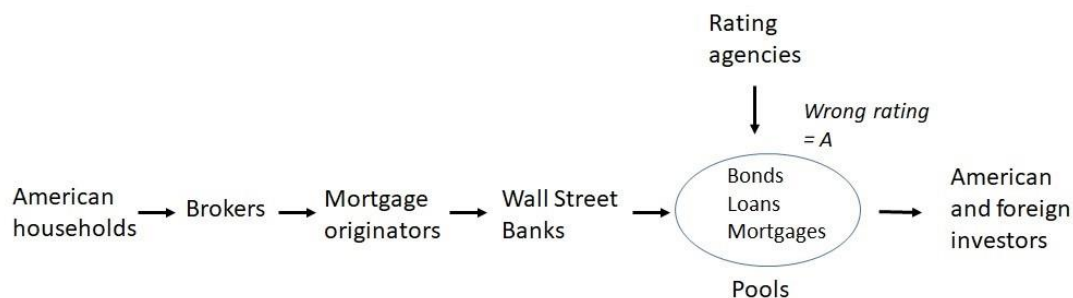 Rating
agencies
Wrong rating
= A
American
households
Brokers
Mortgage
originators
Wall Street
Banks
Bonds
Loans
Mortgages
Pools
American
and foreign
investors